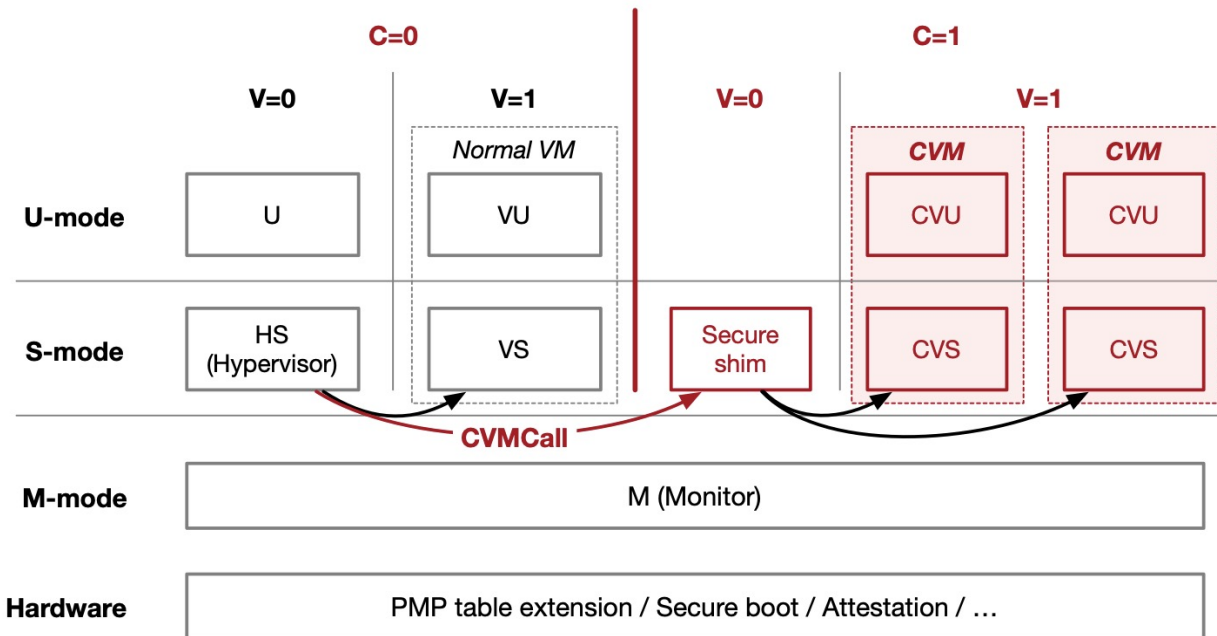 C=0
C=1
V=0
V=1
V=0
V=1
Normal VM
CVM
CVM
U-mode
U
VU
CVU
CVU
S-mode
HS
(Hypervisor)
VS
Secure
shim
CVS
CVS
CVMCall
M-mode
M (Monitor)
Hardware
PMP table extension / Secure boot / Attestation / ...